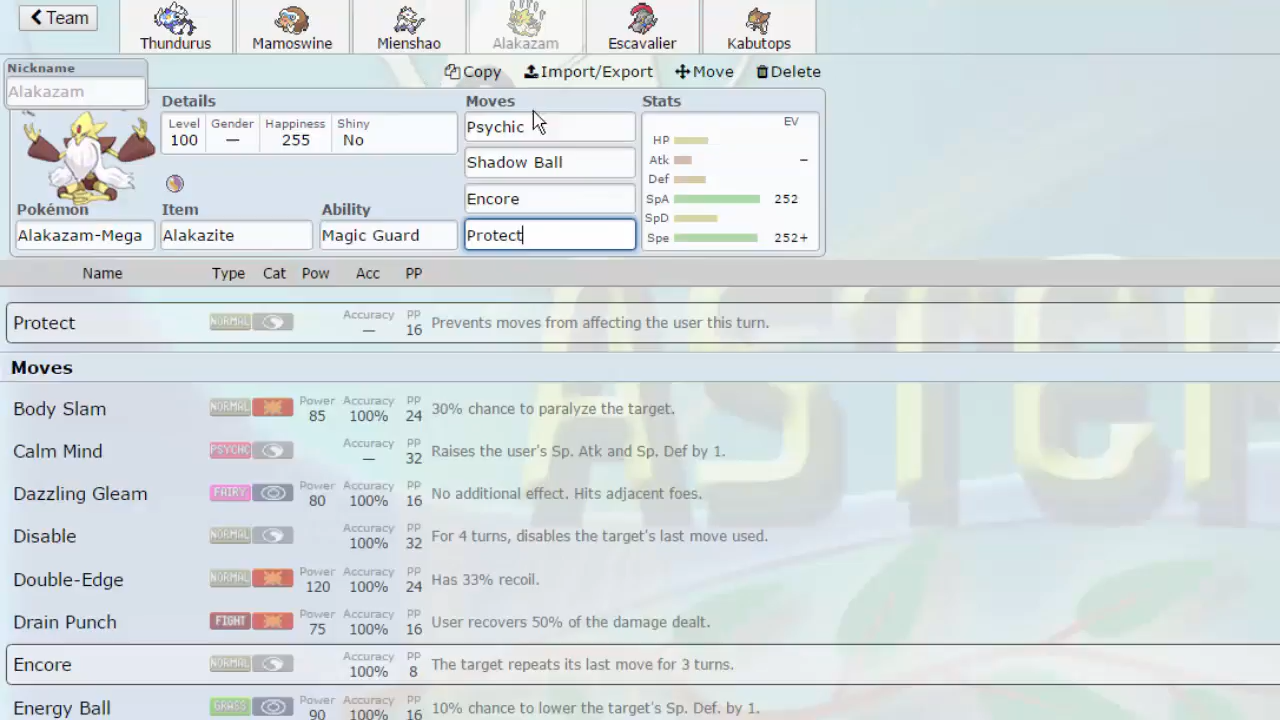 Team
Thundurus Mamoswine Mienshao Alakazam Escavalier Kabutops
Nickname
Alakazam
Copy Import/Export Move Delete
Details Moves Stats
Level Gender Happiness Shiny
100 — 255 No
Psychic
Shadow Ball
Encore
Protect
EV
HP
Atk –
Def
SpA 252
SpD
Spe 252+
Pokémon Item Ability
Alakazam-Mega Alakazite Magic Guard
Name Type Cat Pow Acc PP
Protect NORMAL Accuracy — PP 16 Prevents moves from affecting the user this turn.
Moves
Body Slam NORMAL Power 85 Accuracy 100% PP 24 30% chance to paralyze the target.
Calm Mind PSYCHC Accuracy — PP 32 Raises the user's Sp. Atk and Sp. Def by 1.
Dazzling Gleam FAIRY Power 80 Accuracy 100% PP 16 No additional effect. Hits adjacent foes.
Disable NORMAL Accuracy 100% PP 32 For 4 turns, disables the target's last move used.
Double-Edge NORMAL Power 120 Accuracy 100% PP 24 Has 33% recoil.
Drain Punch FIGHT Power 75 Accuracy 100% PP 16 User recovers 50% of the damage dealt.
Encore NORMAL Accuracy 100% PP 8 The target repeats its last move for 3 turns.
Energy Ball GRASS Power 90 Accuracy 100% PP 16 10% chance to lower the target's Sp. Def. by 1.